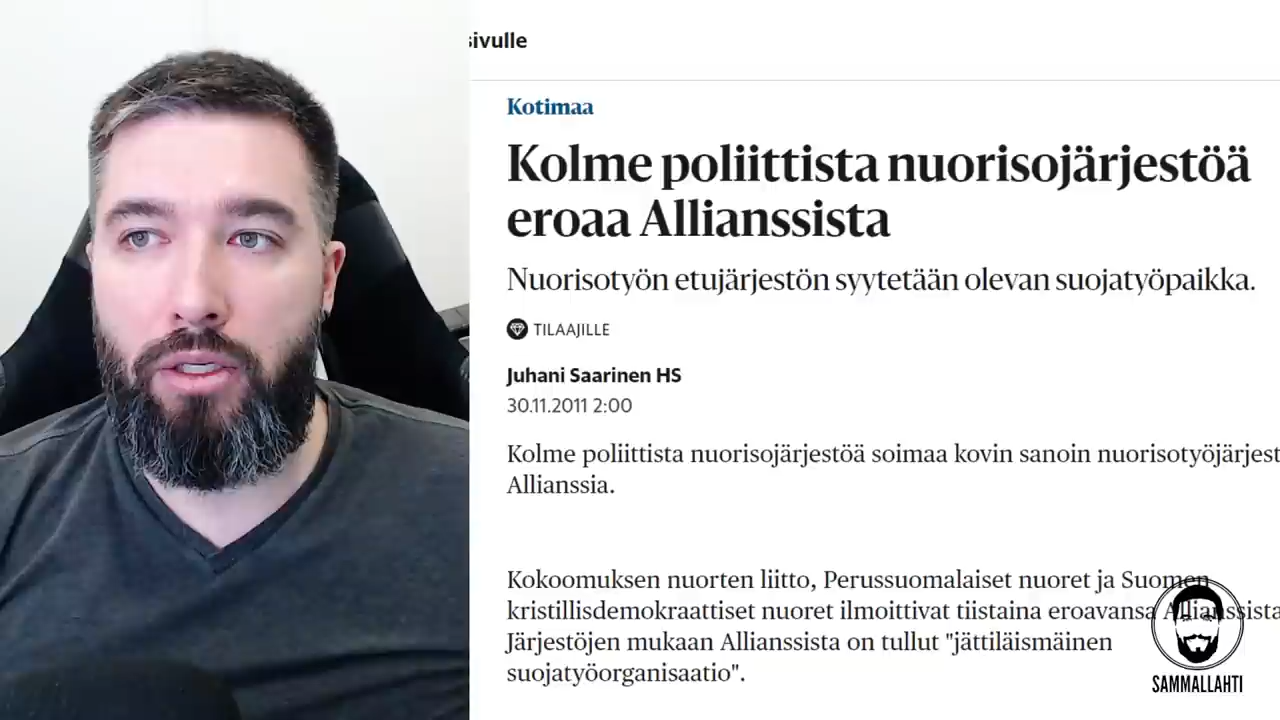 sivulle
Kotimaa
Kolme poliittista nuorisojärjestöä
eroaa Allianssista
Nuorisotyön etujärjestön syytetään olevan suojatyöpaikka.
TILAAJILLE
Juhani Saarinen HS
30.11.2011 2:00
Kolme poliittista nuorisojärjestöä soimaa kovin sanoin nuorisotyöjärjest
Allianssia.
Kokoomuksen nuorten liitto, Perussuomalaiset nuoret ja Suomen
kristillisdemokraattiset nuoret ilmoittivat tiistaina eroavansa Allianssista
Järjestöjen mukaan Allianssista on tullut "jättiläismäinen
suojatyöorganisaatio".
SAMMALLAHTI